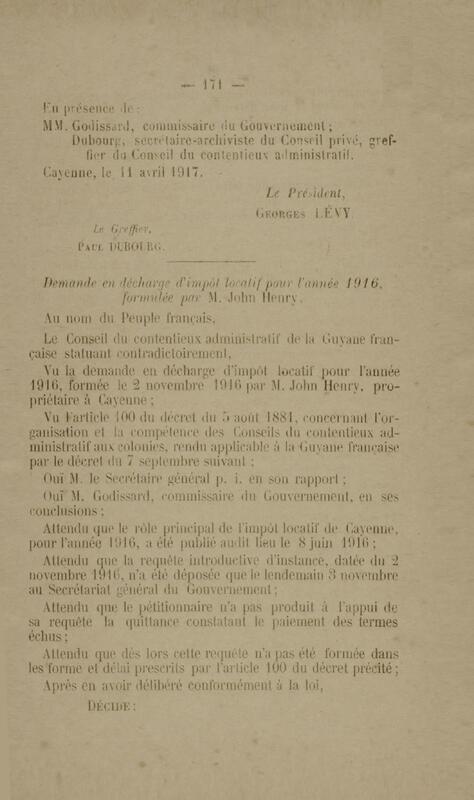 — 171 —
En présence de :
MM. Godissard, commissaire du Gouvernement ;
Dubourg, secrétaire-archiviste du Conseil privé, gref-
fier du Conseil du contentieux administratif.
Cayenne, le 11 avril 1917.
Le Président,
GEORGES LÉVY.
Le Greffier,
PAUL DUBOURG.
Demande en décharge d'impôt locatif pour l'année 1916,
formulée par M. John Henry.
Au nom du Peuple français,
Le Conseil du contentieux administratif de la Guyane fran-
çaise statuant contradictoirement,
Vu la demande en décharge d'impôt locatif pour l'année
1916, formée le 2 novembre 1916 par M. John Henry, pro-
priétaire à Cayenne ;
Vu l'article 100 du décret du 5 août 1881, concernant l'or-
ganisation et la compétence des Conseils du contentieux ad-
ministratif aux colonies, rendu applicable à la Guyane française
par le décret du 7 septembre suivant ;
Ouï M. le Secrétaire général p. i. en son rapport ;
Ouï M. Godissard, commissaire du Gouvernement, en ses
conclusions ;
Attendu que le rôle principal de l'impôt locatif de Cayenne,
pour l'année 1916, a été publié audit lieu le 8 juin 1916 ;
Attendu que la requête introductive d'instance, datée du 2
novembre 1916, n'a été déposée que le lendemain 3 novembre
au Secrétariat général du Gouvernement ;
Attendu que le pétitionnaire n'a pas produit à l'appui de
sa requête la quittance constatant le paiement des termes
échus ;
Attendu que dès lors cette requête n'a pas été formée dans
les forme et délai prescrits par l'article 100 du décret précité ;
Après en avoir délibéré conformément à la loi,
DÉCIDE :